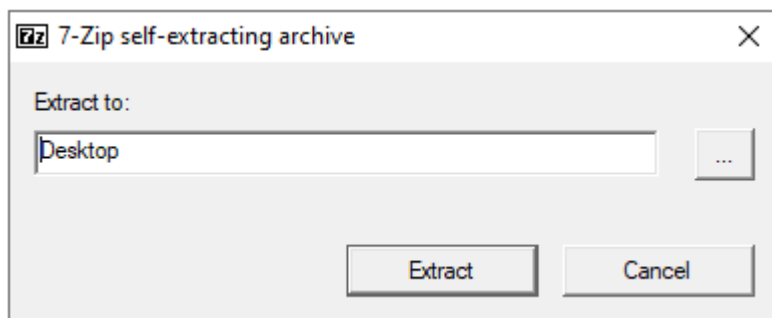 7z 7-Zip self-extracting archive
Extract to:
Desktop
...
Extract Cancel